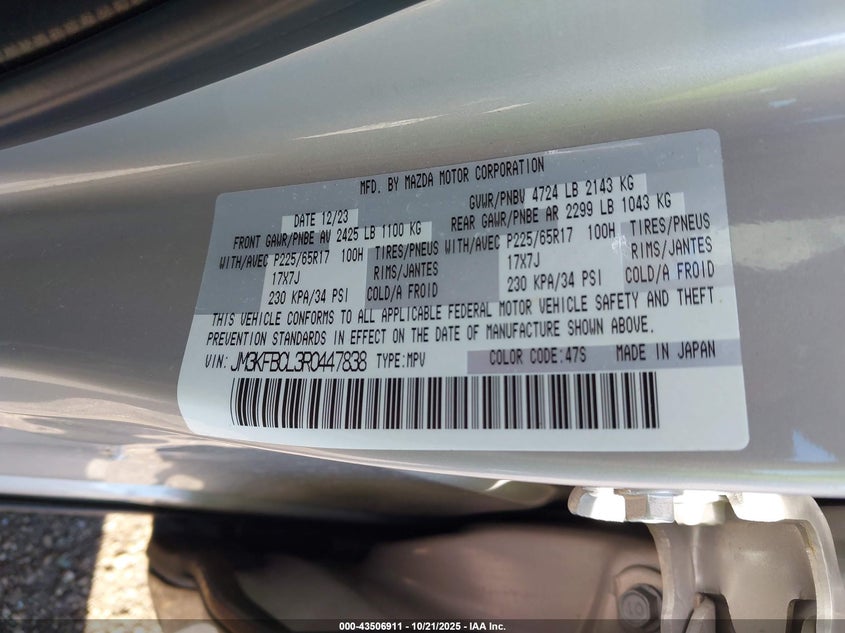 MFD. BY MAZDA MOTOR CORPORATION
DATE 12/23 GVWR/PNBV 4724 LB 2143 KG
FRONT GAWR/PNBE AV 2425 LB 1100 KG REAR GAWR/PNBE AR 2299 LB 1043 KG
WITH/AVEC P225/65R17 100H TIRES/PNEUS WITH/AVEC P225/65R17 100H TIRES/PNEUS
17X7J RIMS/JANTES 17X7J RIMS/JANTES
230 KPA/34 PSI COLD/A FROID 230 KPA/34 PSI COLD/A FROID
THIS VEHICLE CONFORMS TO ALL APPLICABLE FEDERAL MOTOR VEHICLE SAFETY AND THEFT
PREVENTION STANDARDS IN EFFECT ON THE DATE OF MANUFACTURE SHOWN ABOVE.
VIN: JM3KFBCL3R0447838 TYPE:MPV COLOR CODE:47S MADE IN JAPAN
000-43506911 - 10/21/2025 - IAA Inc.